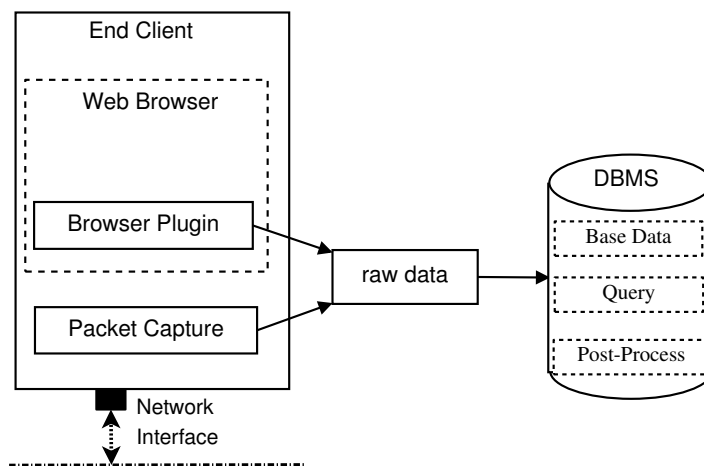 End Client
Web Browser
Browser Plugin
Packet Capture
Network
Interface
raw data
DBMS
Base Data
Query
Post-Process